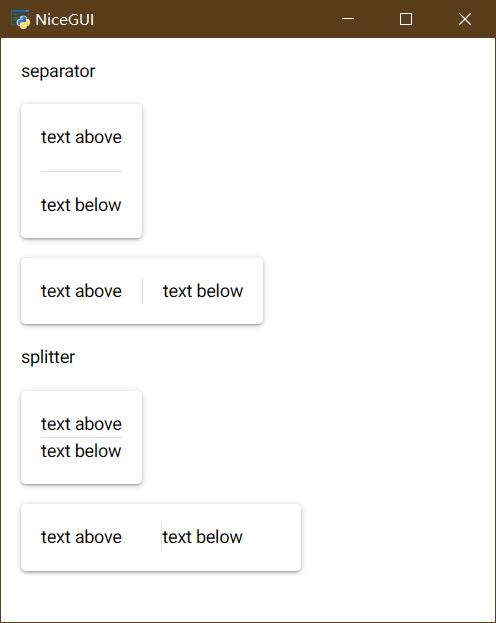 NiceGUI
separator
text above
text below
text above text below
splitter
text above
text below
text above text below